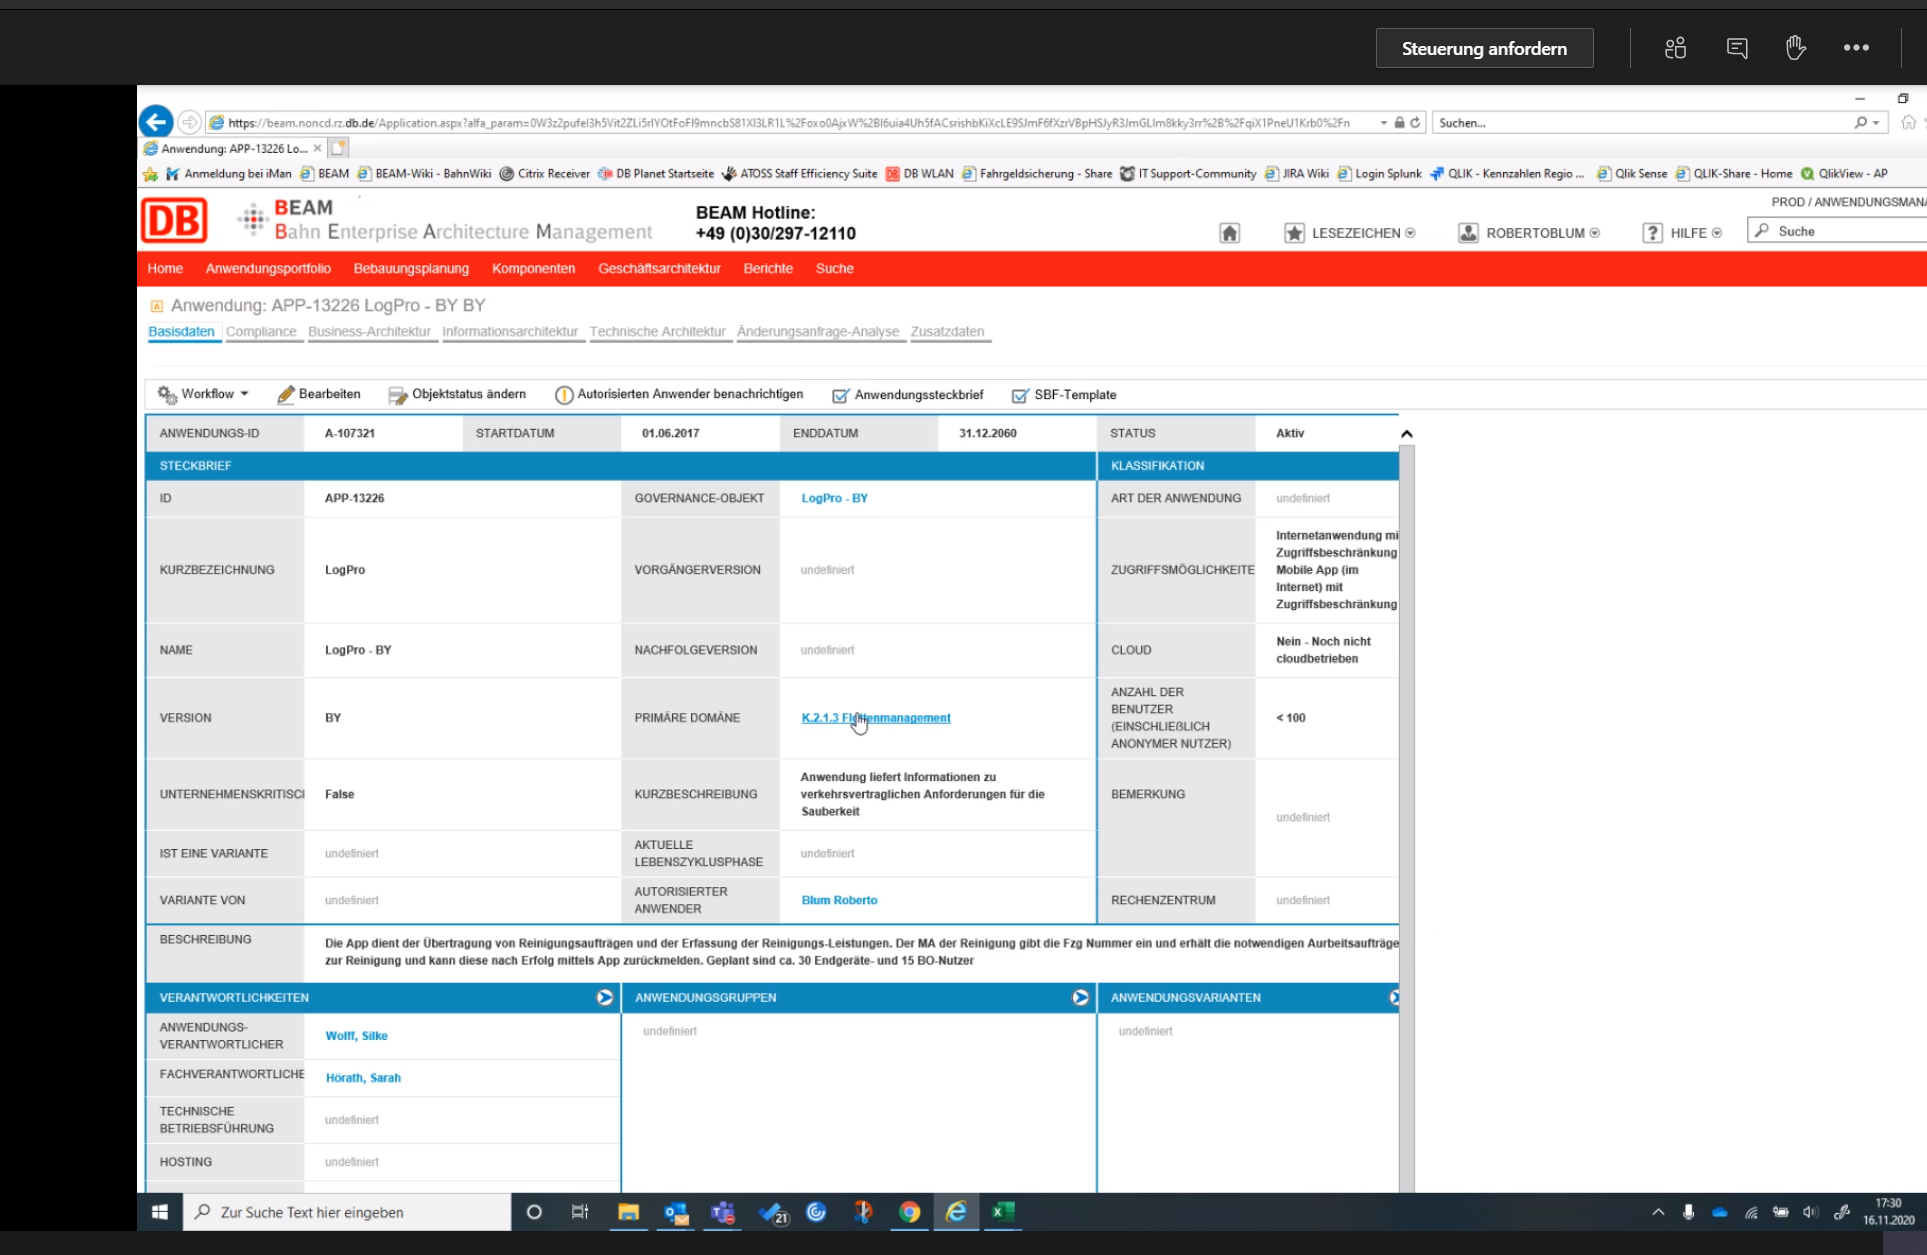 Steuerung anfordern
https://beam.noncd.rz.db.de/Application.aspx?alfa_param=
Suchen...
Anwendung: APP-13226 Lo...
Anmeldung bei iMan BEAM BEAM-Wiki - BahnWiki Citrix Receiver DB Planet Startseite ATOSS Staff Efficiency Suite DB WLAN Fahrgeldsicherung - Share IT Support-Community JIRA Wiki Login Splunk QLIK - Kennzahlen Regio ... Qlik Sense QLIK-Share - Home QlikView - AP
PROD / ANWENDUNGSMANA
DB
BEAM
Bahn Enterprise Architecture Management
BEAM Hotline:
+49 (0)30/297-12110
LESEZEICHEN ROBERTOBLUM HILFE Suche
Home Anwendungsportfolio Bebauungsplanung Komponenten Geschäftsarchitektur Berichte Suche
Anwendung: APP-13226 LogPro - BY BY
Basisdaten Compliance Business-Architektur Informationsarchitektur Technische Architektur Änderungsanfrage-Analyse Zusatzdaten
Workflow Bearbeiten Objektstatus ändern Autorisierten Anwender benachrichtigen Anwendungssteckbrief SBF-Template
ANWENDUNGS-ID A-107321 STARTDATUM 01.06.2017 ENDDATUM 31.12.2060 STATUS Aktiv
STECKBRIEF KLASSIFIKATION
ID APP-13226 GOVERNANCE-OBJEKT LogPro - BY ART DER ANWENDUNG undefiniert
KURZBEZEICHNUNG LogPro VORGÄNGERVERSION undefiniert ZUGRIFFSMÖGLICHKEITE
Internetanwendung mi
Zugriffsbeschränkung
Mobile App (im
Internet) mit
Zugriffsbeschränkung
NAME LogPro - BY NACHFOLGEVERSION undefiniert CLOUD
Nein - Noch nicht
cloudbetrieben
VERSION BY PRIMÄRE DOMÄNE K.2.1.3 Flottenmanagement
ANZAHL DER
BENUTZER
(EINSCHLIEßLICH
ANONYMER NUTZER)
< 100
UNTERNEHMENSKRITISCI False KURZBESCHREIBUNG
Anwendung liefert Informationen zu
verkehrsvertraglichen Anforderungen für die
Sauberkeit
BEMERKUNG undefiniert
IST EINE VARIANTE undefiniert
AKTUELLE
LEBENSZYKLUSPHASE
undefiniert
VARIANTE VON undefiniert
AUTORISIERTER
ANWENDER
Blum Roberto
RECHENZENTRUM undefiniert
BESCHREIBUNG
Die App dient der Übertragung von Reinigungsaufträgen und der Erfassung der Reinigungs-Leistungen. Der MA der Reinigung gibt die Fzg Nummer ein und erhält die notwendigen Aurbeitsaufträge
zur Reinigung und kann diese nach Erfolg mittels App zurückmelden. Geplant sind ca. 30 Endgeräte- und 15 BO-Nutzer
VERANTWORTLICHKEITEN ANWENDUNGSGRUPPEN ANWENDUNGSVARIANTEN
ANWENDUNGS-
VERANTWORTLICHER
Wolff, Silke
undefiniert
undefiniert
FACHVERANTWORTLICHE Hörath, Sarah
TECHNISCHE
BETRIEBSFÜHRUNG
undefiniert
HOSTING undefiniert
Zur Suche Text hier eingeben
21
17:30
16.11.2020